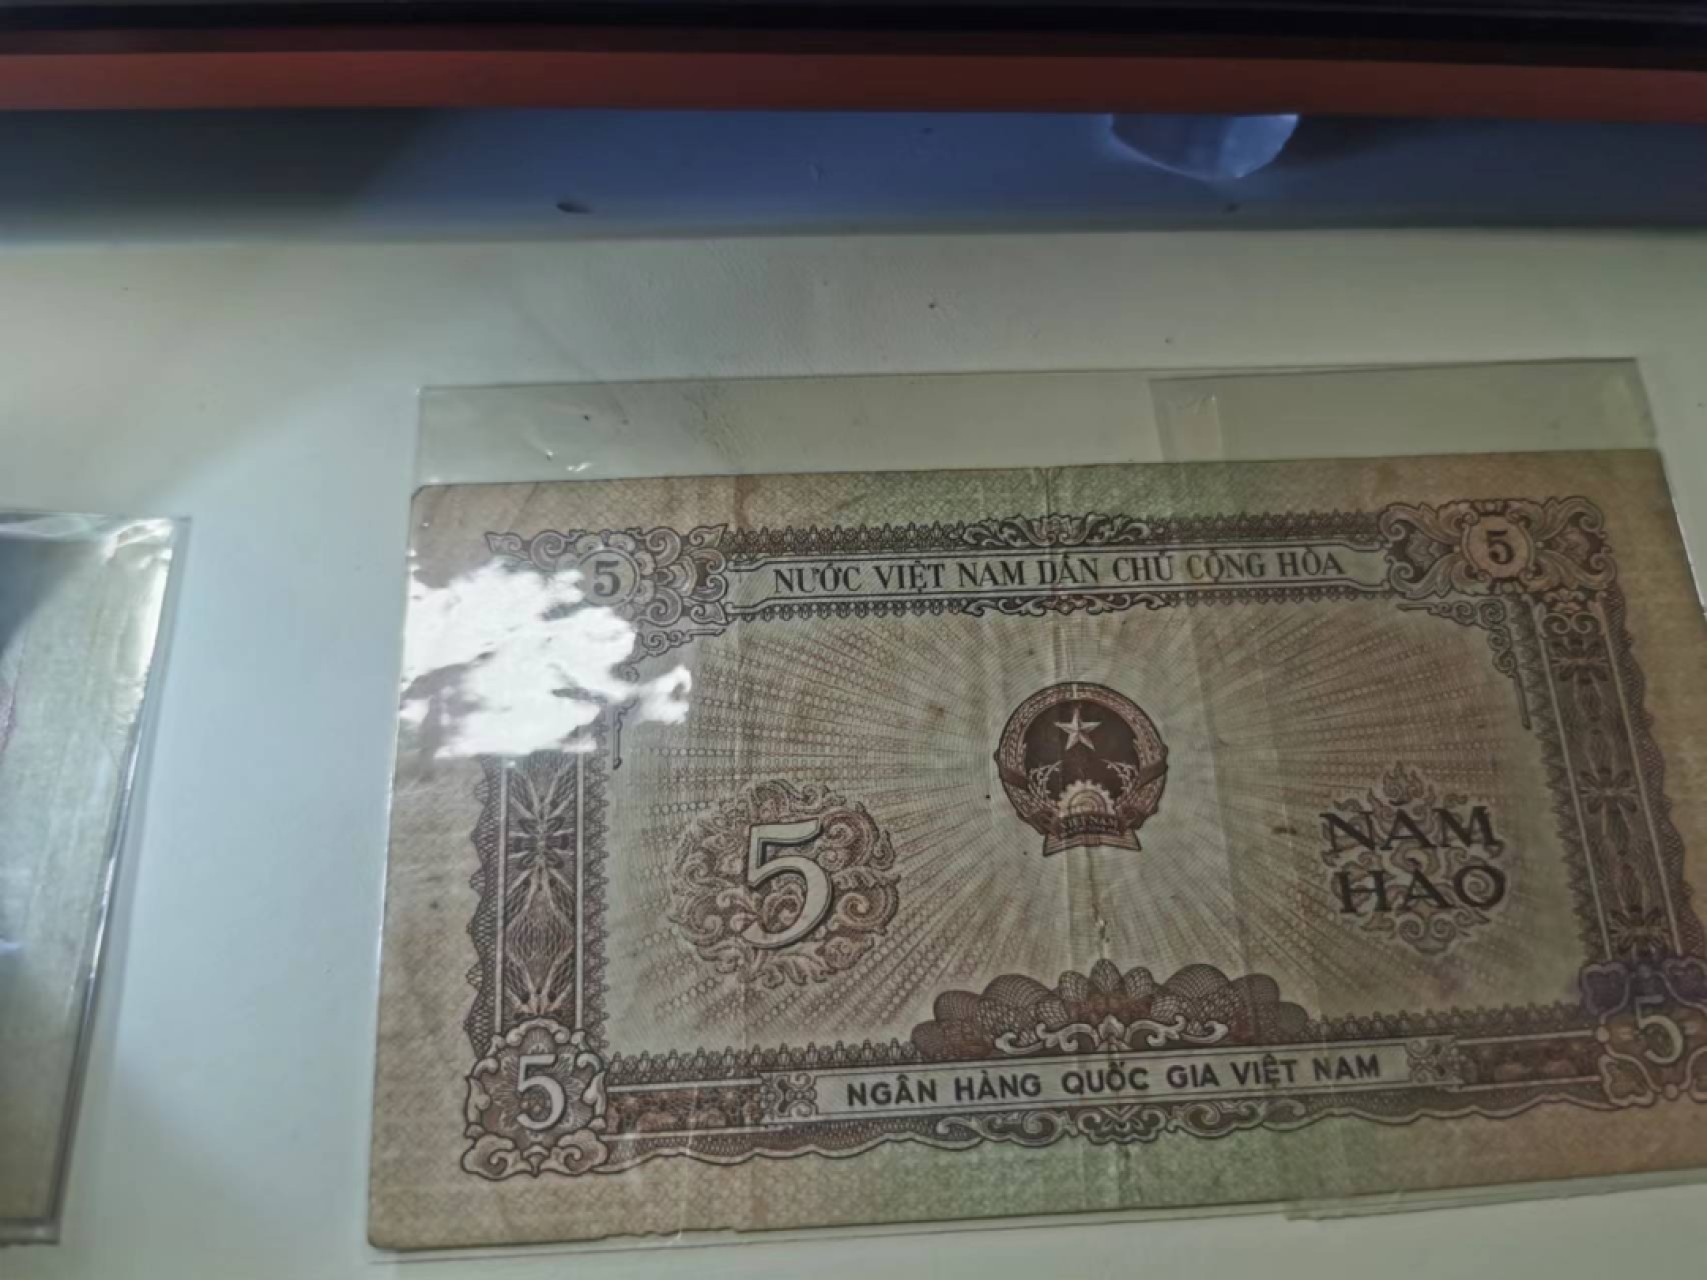 5 5
NƯỚC VIỆT NAM DÂN CHỦ CỘNG HÒA
5
NĂM
HÀO
5 5
NGÂN HÀNG QUỐC GIA VIỆT NAM